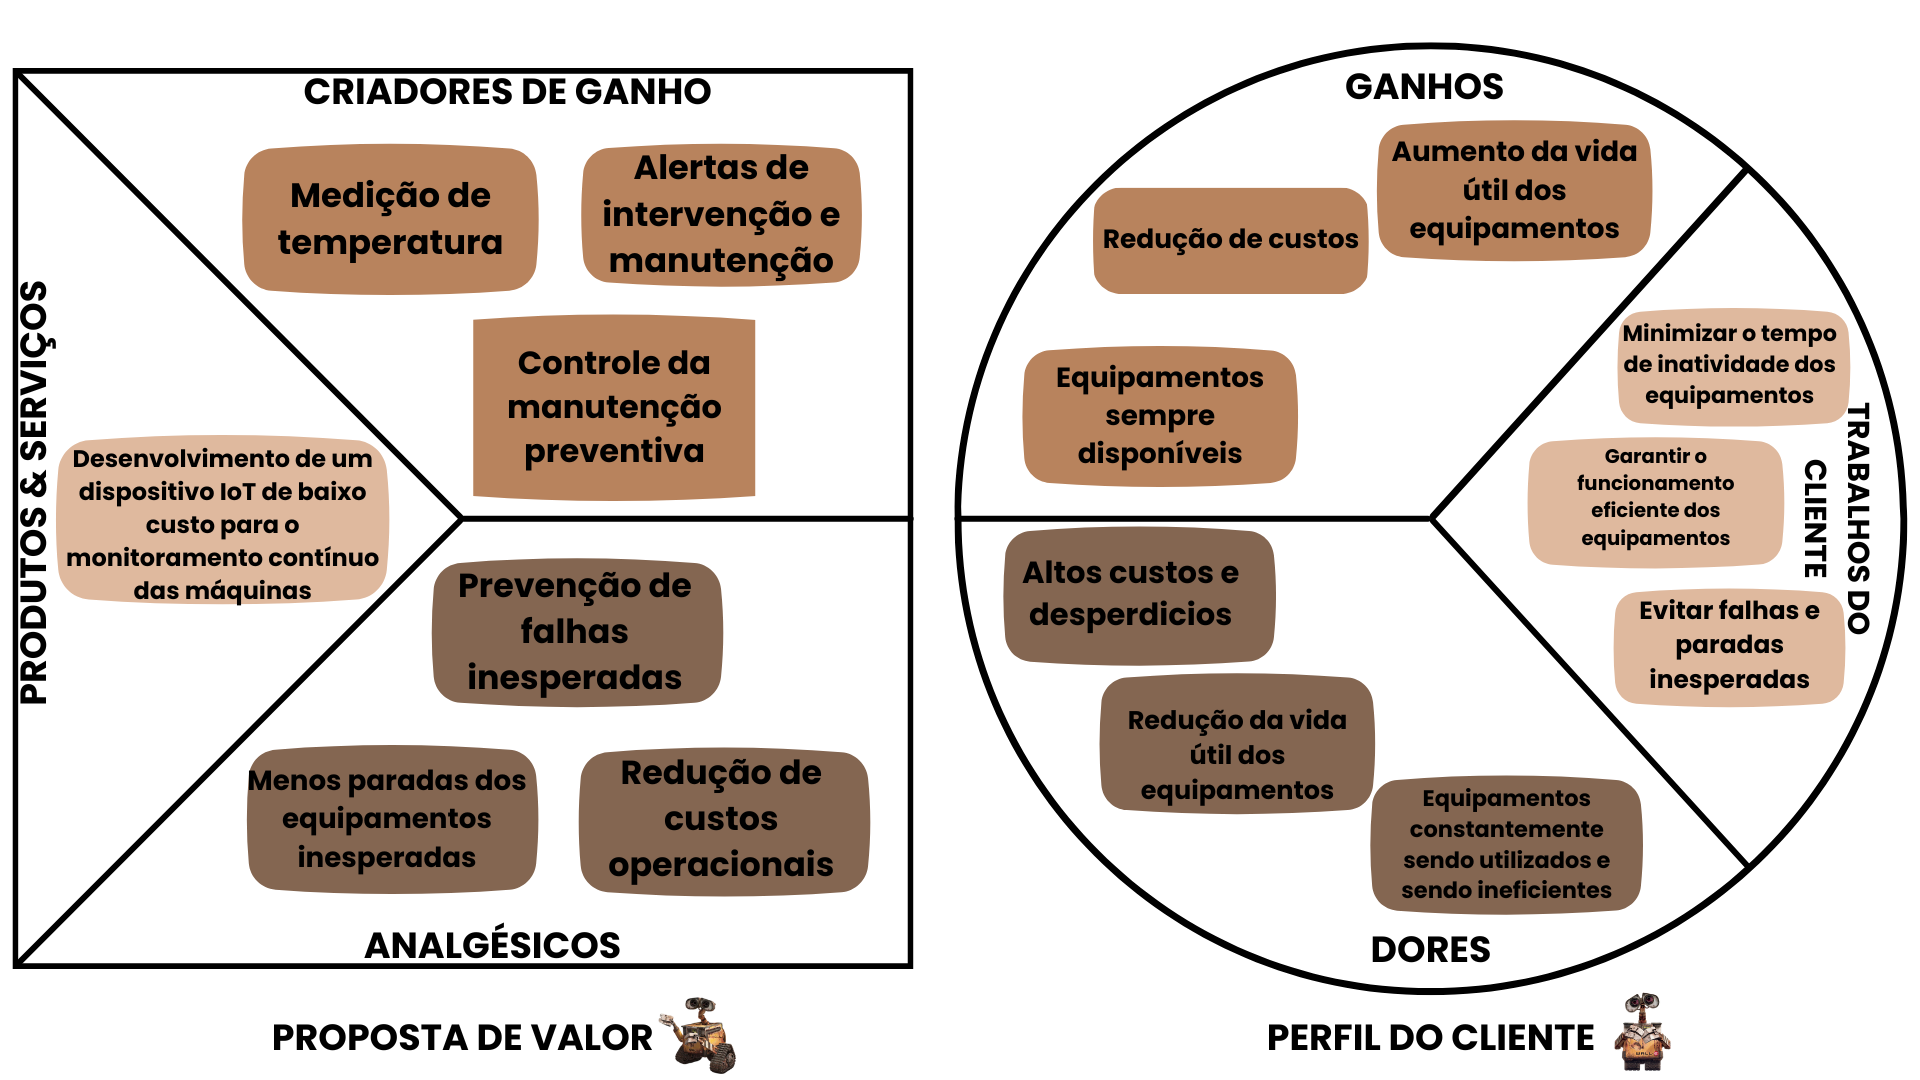 CRIADORES DE GANHO
Medição de
temperatura
Alertas de
intervenção e
manutenção
Controle da
manutenção
preventiva
PRODUTOS & SERVIÇOS
Desenvolvimento de um
dispositivo IoT de baixo
custo para o
monitoramento contínuo
das máquinas
Prevenção de
falhas
inesperadas
Menos paradas dos
equipamentos
inesperadas
Redução de
custos
operacionais
ANALGÉSICOS
PROPOSTA DE VALOR
GANHOS
Aumento da vida
útil dos
equipamentos
Redução de custos
Equipamentos
sempre
disponíveis
Minimizar o tempo
de inatividade dos
equipamentos
Garantir o
funcionamento
eficiente dos
equipamentos
Evitar falhas e
paradas
inesperadas
TRABALHOS DO
CLIENTE
Altos custos e
desperdicios
Redução da vida
útil dos
equipamentos
Equipamentos
constantemente
sendo utilizados e
sendo ineficientes
DORES
PERFIL DO CLIENTE